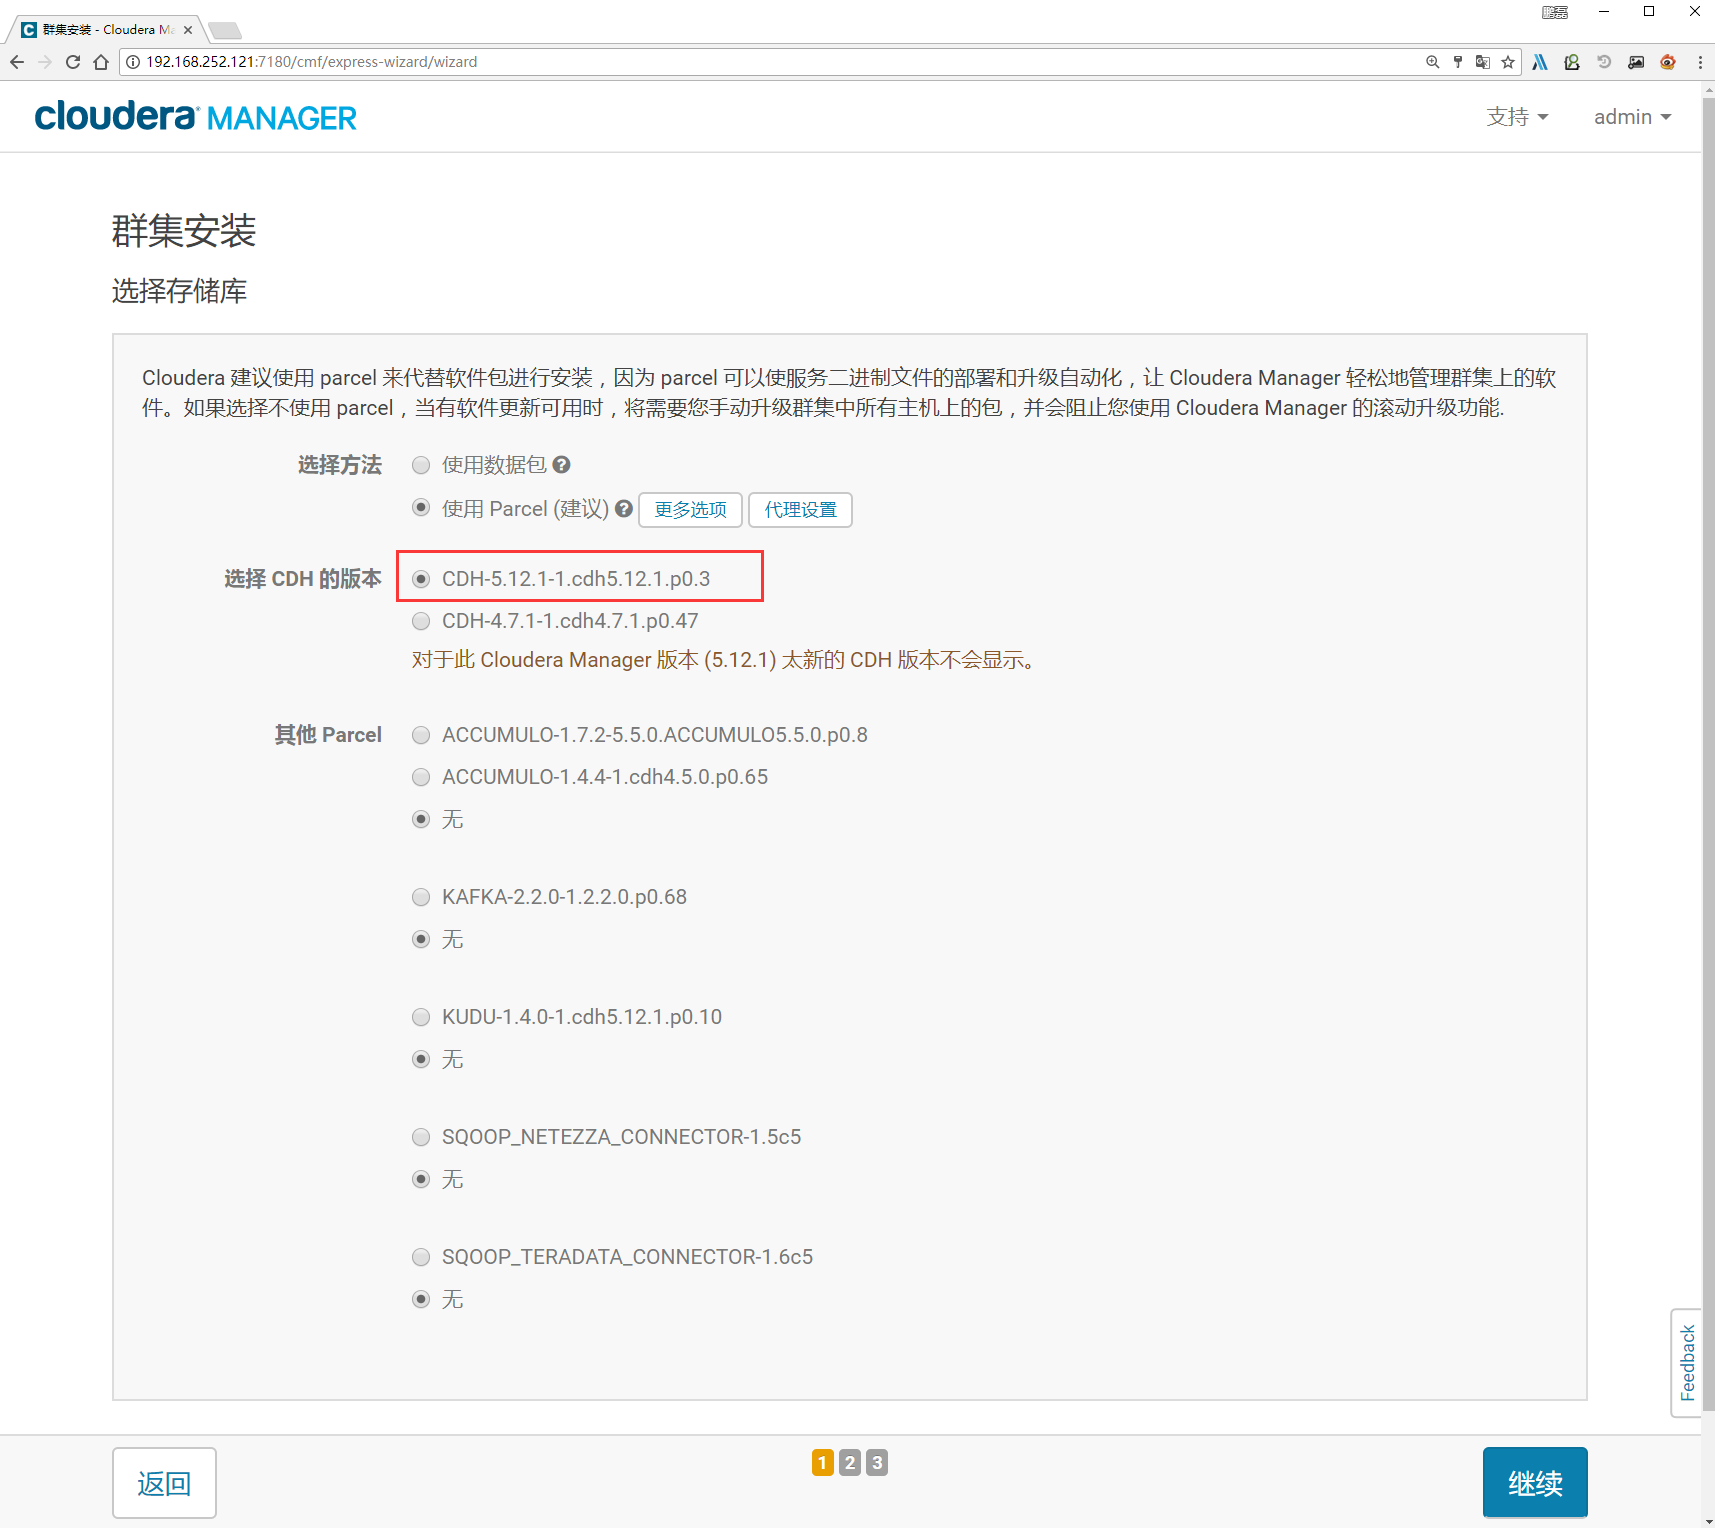 鹏磊
群集安装 - Cloudera Ma
192.168.252.121:7180/cmf/express-wizard/wizard
cloudera MANAGER
支持
admin
群集安装
选择存储库
Cloudera 建议使用 parcel 来代替软件包进行安装，因为 parcel 可以使服务二进制文件的部署和升级自动化，让 Cloudera Manager 轻松地管理群集上的软
件。如果选择不使用 parcel，当有软件更新可用时，将需要您手动升级群集中所有主机上的包，并会阻止您使用 Cloudera Manager 的滚动升级功能.
选择方法
使用数据包
使用 Parcel (建议) 更多选项 代理设置
选择 CDH 的版本
CDH-5.12.1-1.cdh5.12.1.p0.3
CDH-4.7.1-1.cdh4.7.1.p0.47
对于此 Cloudera Manager 版本 (5.12.1) 太新的 CDH 版本不会显示。
其他 Parcel
ACCUMULO-1.7.2-5.5.0.ACCUMULO5.5.0.p0.8
ACCUMULO-1.4.4-1.cdh4.5.0.p0.65
无
KAFKA-2.2.0-1.2.2.0.p0.68
无
KUDU-1.4.0-1.cdh5.12.1.p0.10
无
SQOOP_NETEZZA_CONNECTOR-1.5c5
无
SQOOP_TERADATA_CONNECTOR-1.6c5
无
Feedback
返回
1 2 3
继续